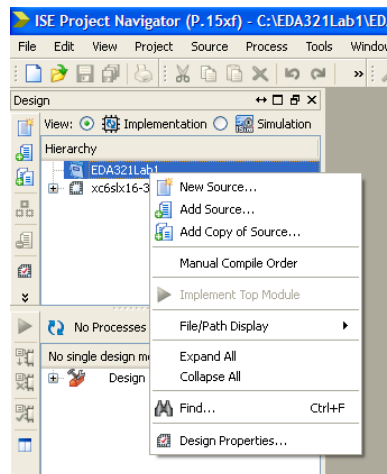 ISE Project Navigator (P.15xf) - C:\EDA321Lab1\ED
File Edit View Project Source Process Tools Windo
»
Design
View: Implementation Simulation
Hierarchy
EDA321Lab1
xc6slx16-3
New Source...
Add Source...
Add Copy of Source...
Manual Compile Order
Implement Top Module
File/Path Display
Expand All
Collapse All
Find... Ctrl+F
Design Properties...
No Processes
No single design mo
Design